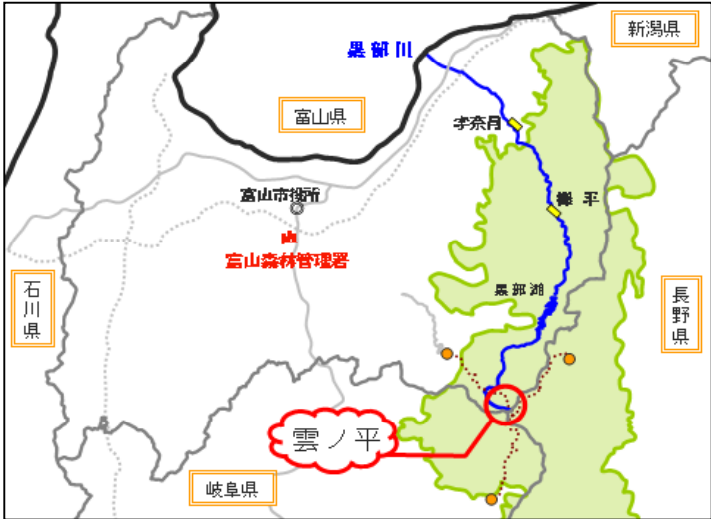 新潟県
黒部川
富山県
宇奈月
富山市役所
欅平
富山森林管理署
石川県
黒部湖
長野県
雲ノ平
岐阜県